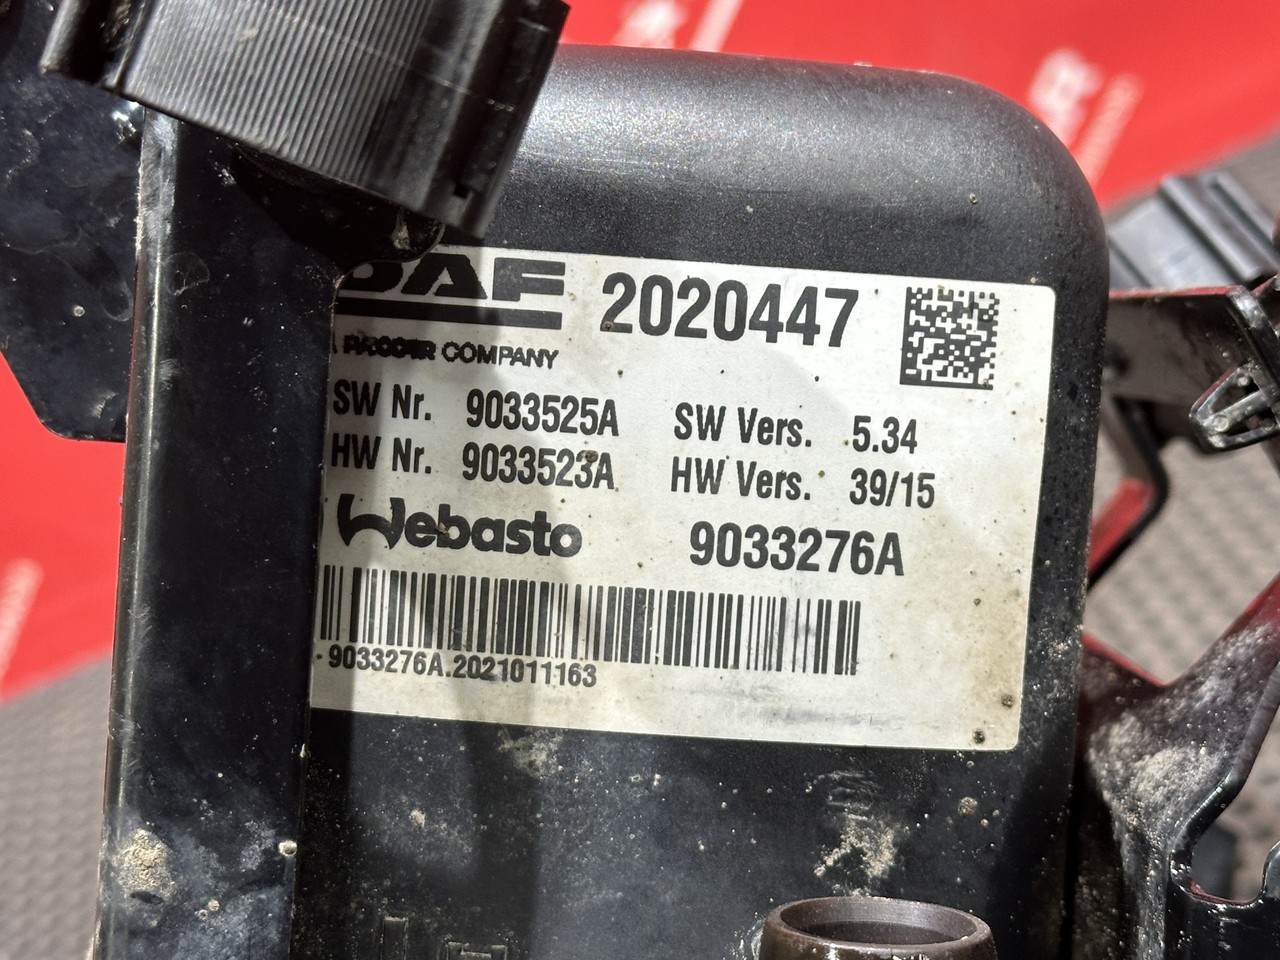 DAF 2020447
A PACCAR COMPANY
SW Nr. 9033525A SW Vers. 5.34
HW Nr. 9033523A HW Vers. 39/15
Webasto 9033276A
9033276A.2021011163